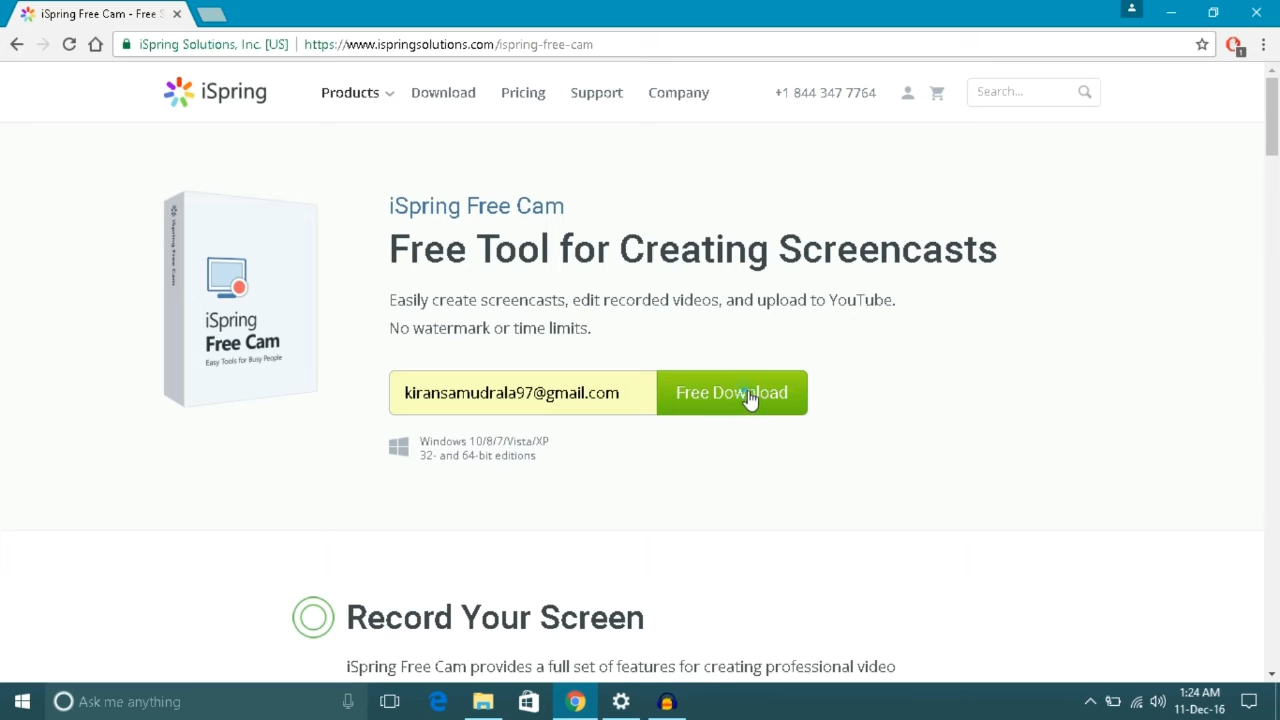 iSpring Free Cam - Free S
iSpring Solutions, Inc. [US] https://www.ispringsolutions.com/ispring-free-cam
1
iSpring Products Download Pricing Support Company +1 844 347 7764 Search...
iSpring Free Cam
iSpring
Free Cam
Easy Tools for Busy People
iSpring Free Cam
Free Tool for Creating Screencasts
Easily create screencasts, edit recorded videos, and upload to YouTube.
No watermark or time limits.
kiransamudrala97@gmail.com Free Download
Windows 10/8/7/Vista/XP
32- and 64-bit editions
Record Your Screen
iSpring Free Cam provides a full set of features for creating professional video
Ask me anything
1:24 AM
11-Dec-16